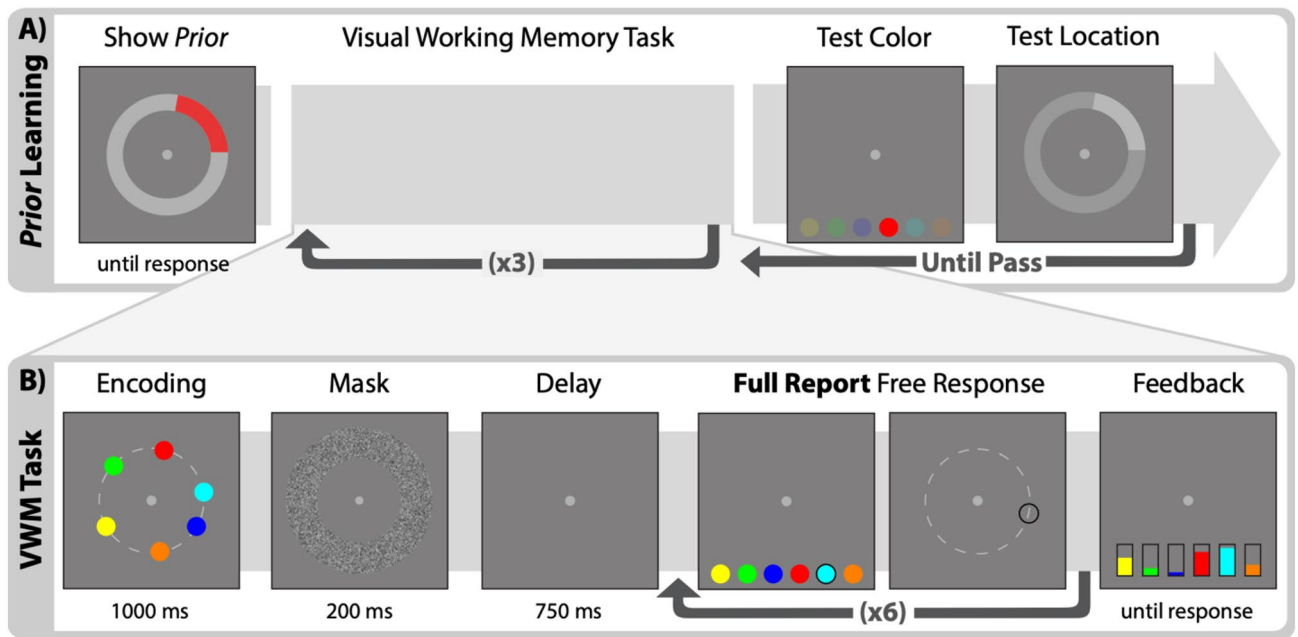 A)
Prior Learning
Show Prior
Visual Working Memory Task
Test Color
Test Location
until response
(x3)
Until Pass
B)
VWM Task
Encoding
Mask
Delay
Full Report Free Response
Feedback
1000 ms
200 ms
750 ms
(x6)
until response